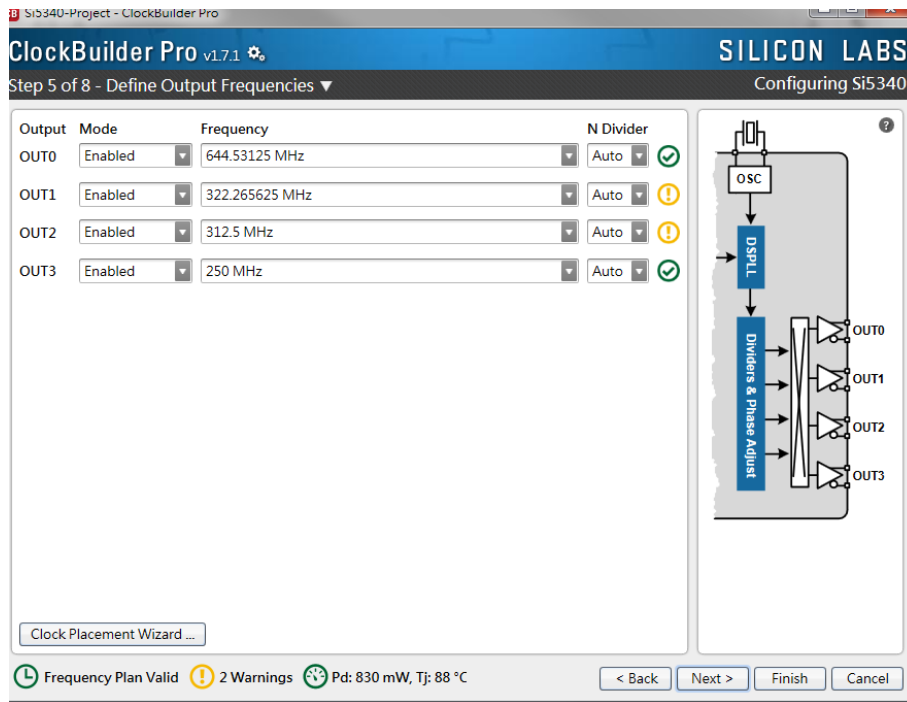 Si5340-Project - ClockBuilder Pro
ClockBuilder Pro v1.7.1
SILICON LABS
Step 5 of 8 - Define Output Frequencies ▼
Configuring Si5340
Output Mode Frequency N Divider
OUT0 Enabled 644.53125 MHz Auto
OUT1 Enabled 322.265625 MHz Auto
OUT2 Enabled 312.5 MHz Auto
OUT3 Enabled 250 MHz Auto
?
OSC
DSPLL
Dividers & Phase Adjust
OUT0
OUT1
OUT2
OUT3
Clock Placement Wizard ...
Frequency Plan Valid 2 Warnings Pd: 830 mW, Tj: 88 °C
< Back Next > Finish Cancel